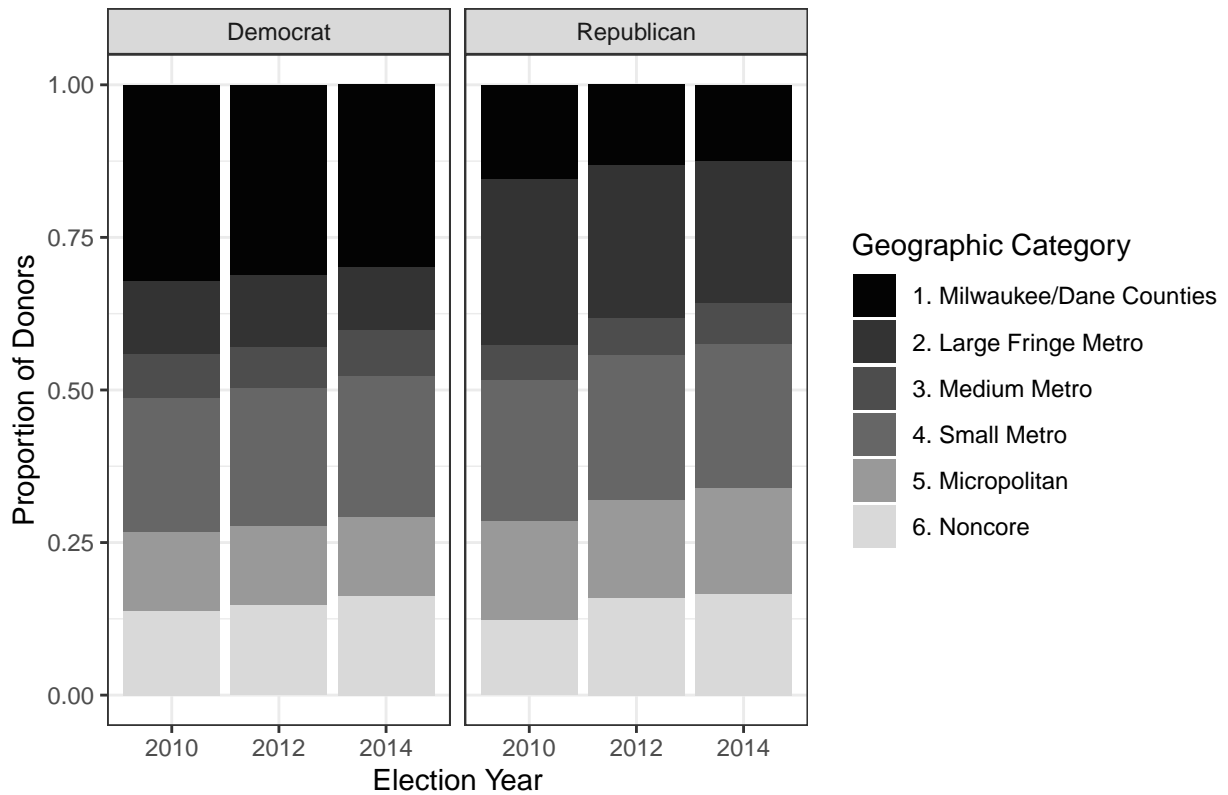 Democrat
Republican
1.00
0.75
0.50
0.25
0.00
Proportion of Donors
2010
2012
2014
2010
2012
2014
Election Year
Geographic Category
1. Milwaukee/Dane Counties
2. Large Fringe Metro
3. Medium Metro
4. Small Metro
5. Micropolitan
6. Noncore